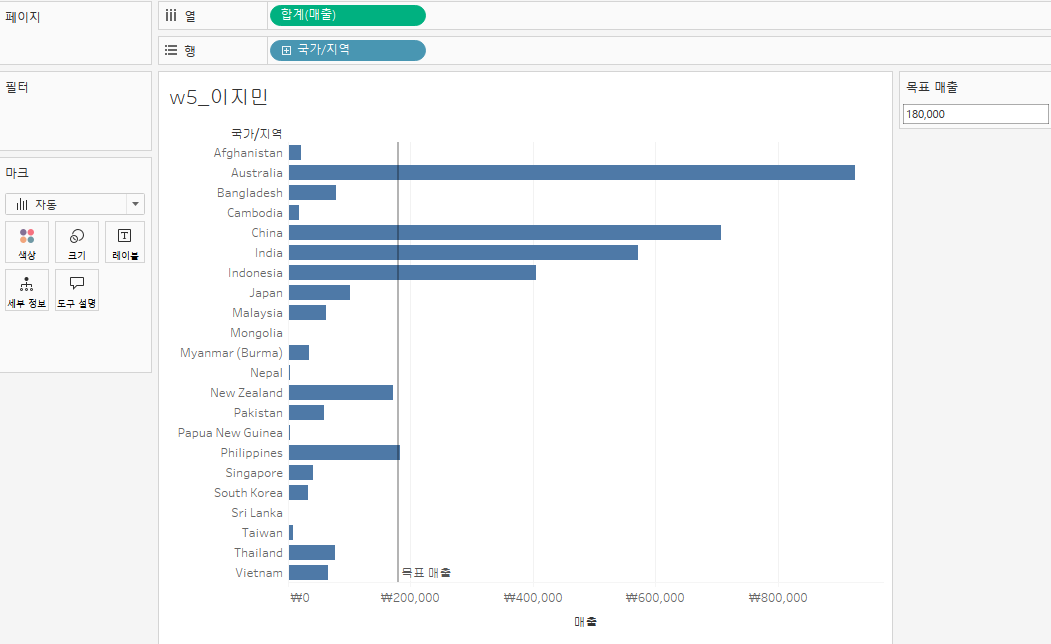 페이지
iii 열
합계(매출)
행
국가/지역
필터
마크
자동
색상
크기
레이블
세부 정보
도구 설명
w5_이지민
국가/지역
Afghanistan
Australia
Bangladesh
Cambodia
China
India
Indonesia
Japan
Malaysia
Mongolia
Myanmar (Burma)
Nepal
New Zealand
Pakistan
Papua New Guinea
Philippines
Singapore
South Korea
Sri Lanka
Taiwan
Thailand
Vietnam
목표 매출
₩0
₩200,000
₩400,000
₩600,000
₩800,000
매출
목표 매출
180,000